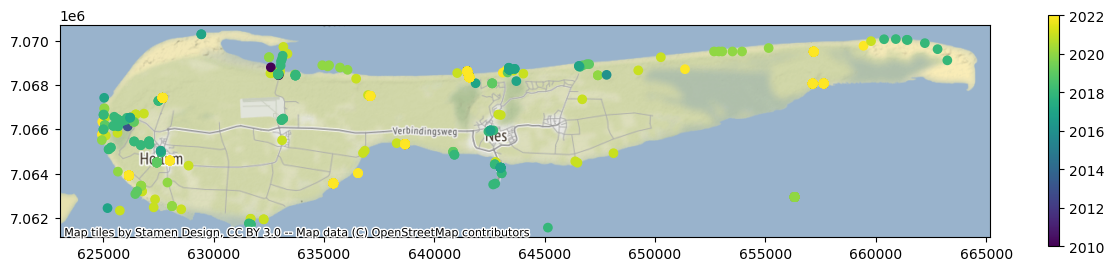 1e6
7.070
7.068
7.066
7.064
7.062
Verbindingsweg
Nes
Map tiles by Stamen Design, CC BY 3.0 -- Map data (C) OpenStreetMap contributors
625000 630000 635000 640000 645000 650000 655000 660000 665000
2022
2020
2018
2016
2014
2012
2010